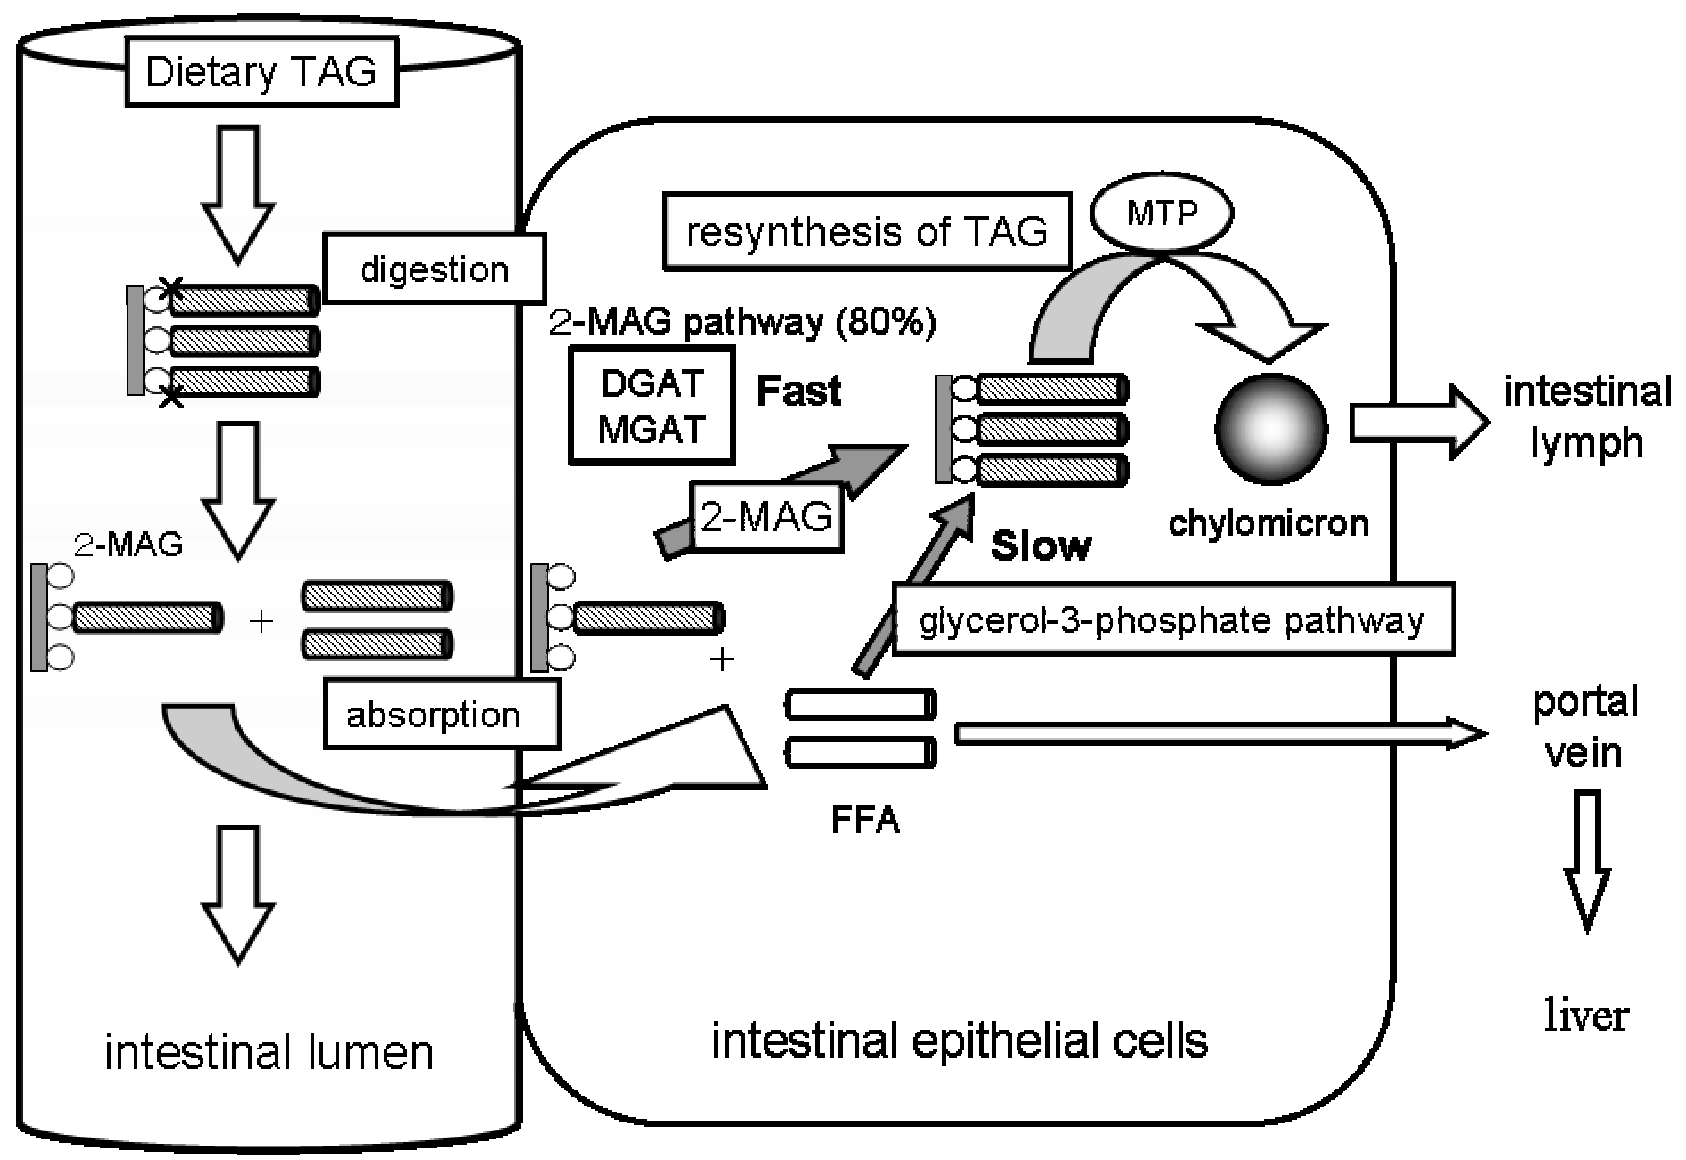 Dietary TAG
digestion
2-MAG
+
absorption
intestinal lumen
resynthesis of TAG
MTP
2-MAG pathway (80%)
DGAT
MGAT
Fast
2-MAG
+
Slow
glycerol-3-phosphate pathway
FFA
chylomicron
intestinal epithelial cells
intestinal
lymph
portal
vein
liver